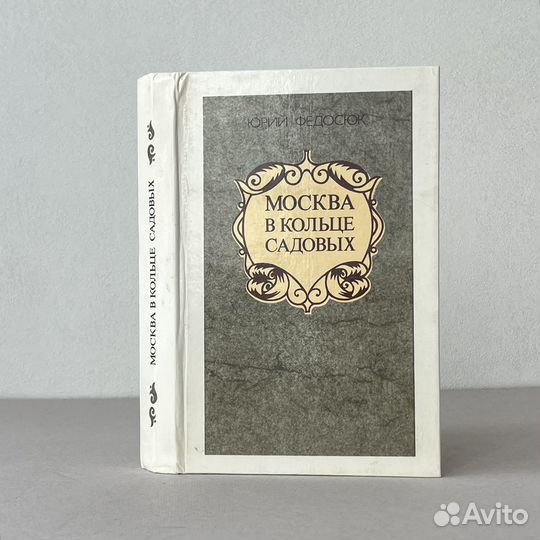 МОСКВА В КОЛЬЦЕ САДОВЫХ
ЮРИЙ ФЕДОСЮК
МОСКВА
В КОЛЬЦЕ
САДОВЫХ
Avito